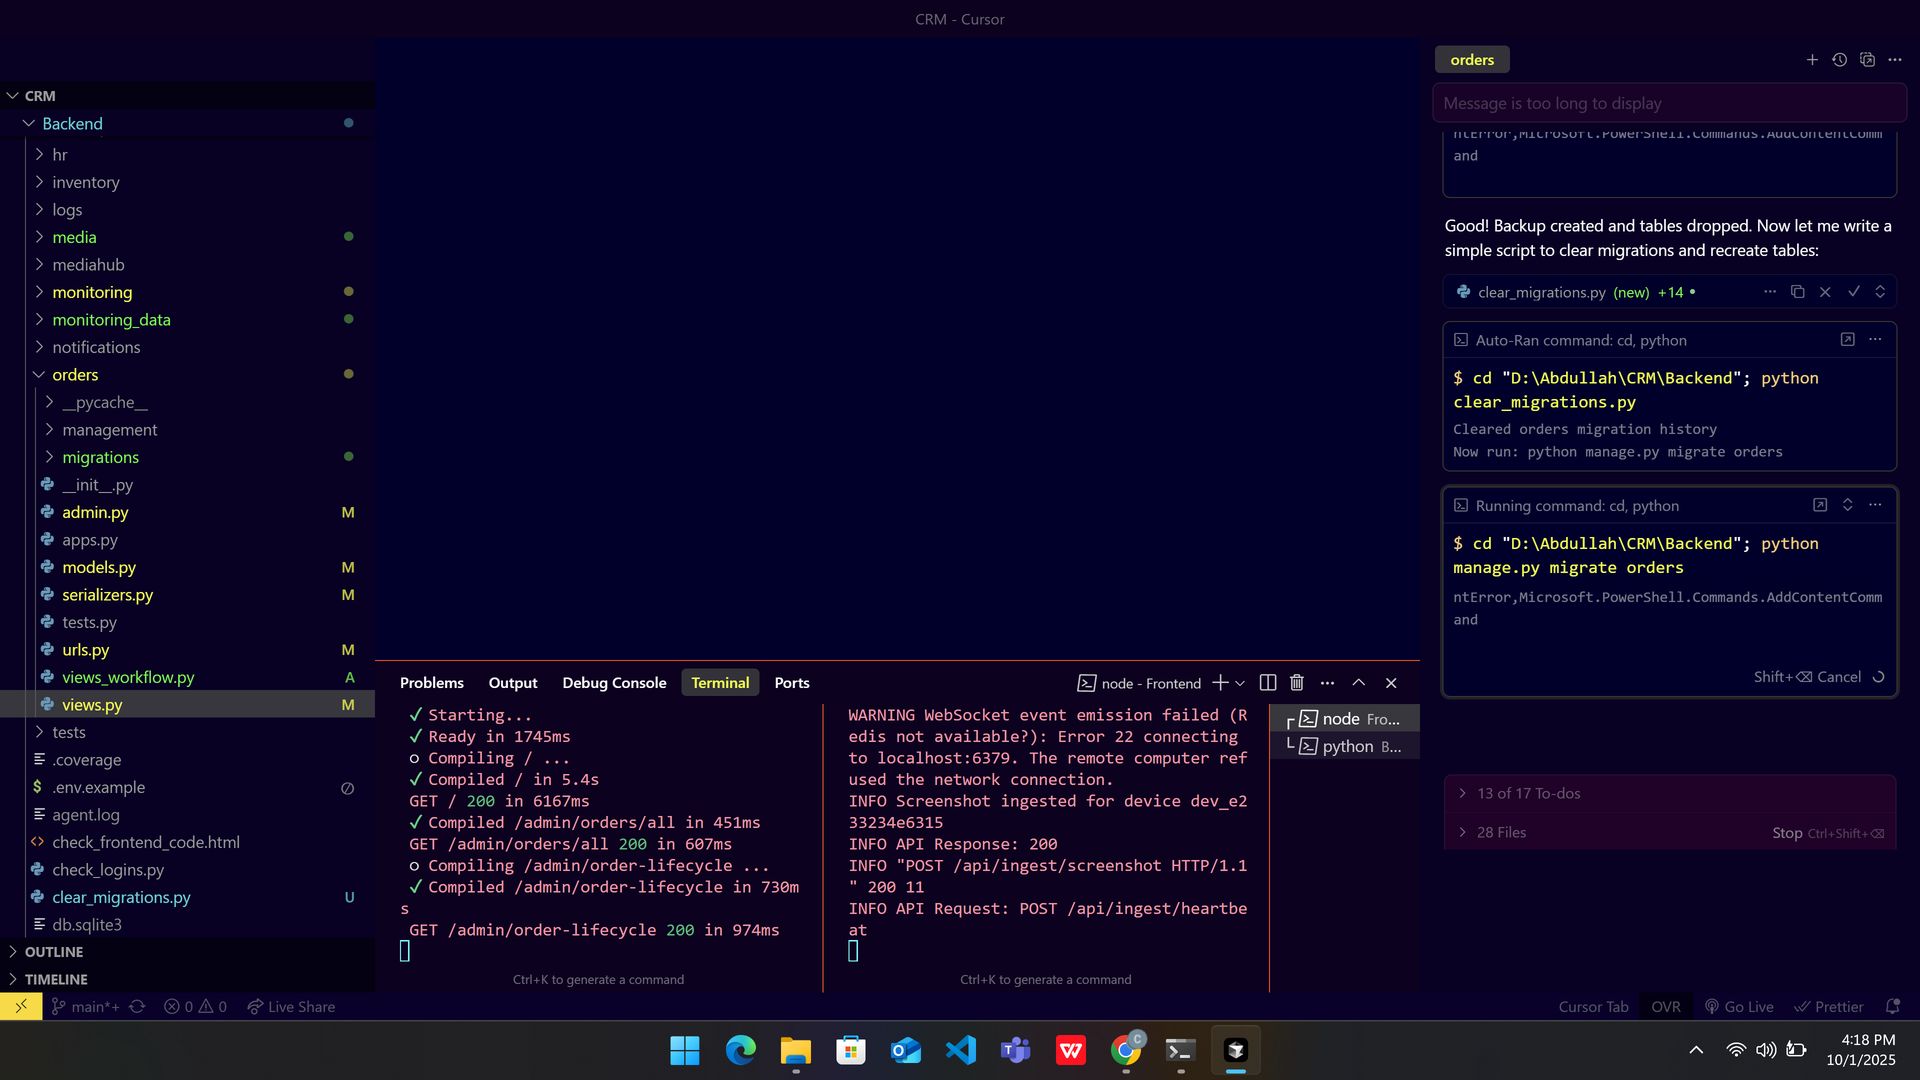 CRM - Cursor
CRM
Backend
hr
inventory
logs
media
mediahub
monitoring
monitoring_data
notifications
orders
__pycache__
management
migrations
__init__.py
admin.py M
apps.py
models.py M
serializers.py M
tests.py
urls.py M
views_workflow.py A
views.py M
tests
.coverage
.env.example
agent.log
check_frontend_code.html
check_logins.py
clear_migrations.py U
db.sqlite3
OUTLINE
TIMELINE
Problems Output Debug Console Terminal Ports
node - Frontend
✓ Starting...
✓ Ready in 1745ms
○ Compiling / ...
✓ Compiled / in 5.4s
GET / 200 in 6167ms
✓ Compiled /admin/orders/all in 451ms
GET /admin/orders/all 200 in 607ms
○ Compiling /admin/order-lifecycle ...
✓ Compiled /admin/order-lifecycle in 730m
s
GET /admin/order-lifecycle 200 in 974ms
Ctrl+K to generate a command
WARNING WebSocket event emission failed (R
edis not available?): Error 22 connecting
to localhost:6379. The remote computer ref
used the network connection.
INFO Screenshot ingested for device dev_e2
33234e6315
INFO API Response: 200
INFO "POST /api/ingest/screenshot HTTP/1.1
" 200 11
INFO API Request: POST /api/ingest/heartbe
at
Ctrl+K to generate a command
node Fro...
python B...
orders
Message is too long to display
ntError,Microsoft.PowerShell.Commands.AddContentComm
and
Good! Backup created and tables dropped. Now let me write a
simple script to clear migrations and recreate tables:
clear_migrations.py (new) +14 •
Auto-Ran command: cd, python
$ cd "D:\Abdullah\CRM\Backend"; python
clear_migrations.py
Cleared orders migration history
Now run: python manage.py migrate orders
Running command: cd, python
$ cd "D:\Abdullah\CRM\Backend"; python
manage.py migrate orders
ntError,Microsoft.PowerShell.Commands.AddContentComm
and
Shift+⌫ Cancel
13 of 17 To-dos
28 Files
Stop Ctrl+Shift+⌫
main*+ 0 0 Live Share
Cursor Tab OVR Go Live Prettier
4:18 PM
10/1/2025